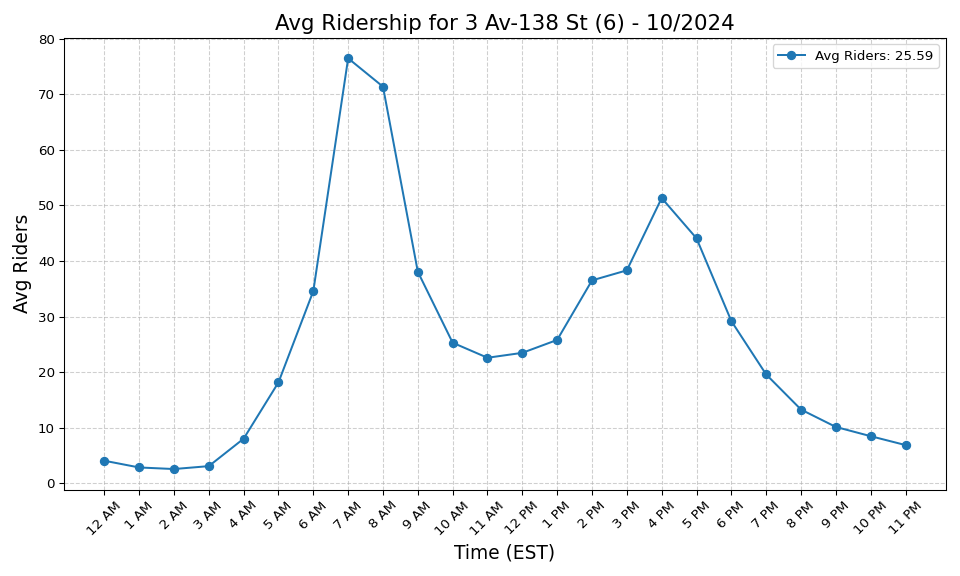 Avg Ridership for 3 Av-138 St (6) - 10/2024
Avg Riders: 25.59
Avg Riders
80
70
60
50
40
30
20
10
0
12 AM
1 AM
2 AM
3 AM
4 AM
5 AM
6 AM
7 AM
8 AM
9 AM
10 AM
11 AM
12 PM
1 PM
2 PM
3 PM
4 PM
5 PM
6 PM
7 PM
8 PM
9 PM
10 PM
11 PM
Time (EST)